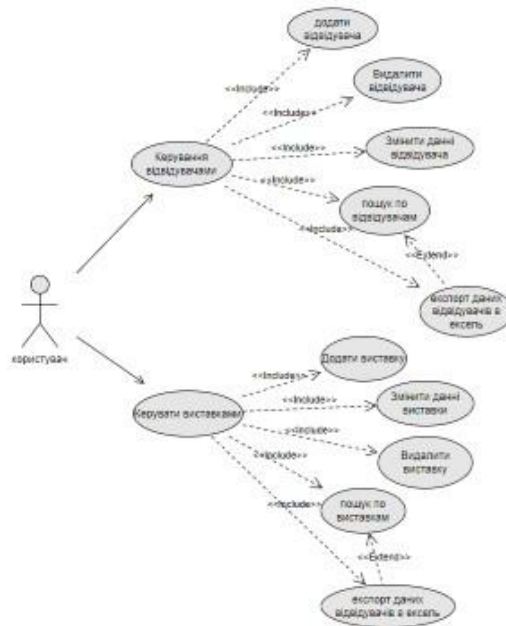 додати
відвідувача
<<Include>>
Видалити
відвідувача
<<Include>>
Змінити данні
відвідувача
<<Include>>
Керування
відвідувачами
<<Include>>
пошук по
відвідувачам
<<Include>>
<<Extend>>
експорт даних
відвідувачів в
ексель
користувач
Додати виставку
<<Include>>
Змінити данні
виставки
<<Include>>
Керувати виставками
<<Include>>
Видалити
виставку
<<Include>>
пошук по
виставкам
<<Include>>
<<Extend>>
експорт даних
відвідувачів в ексель